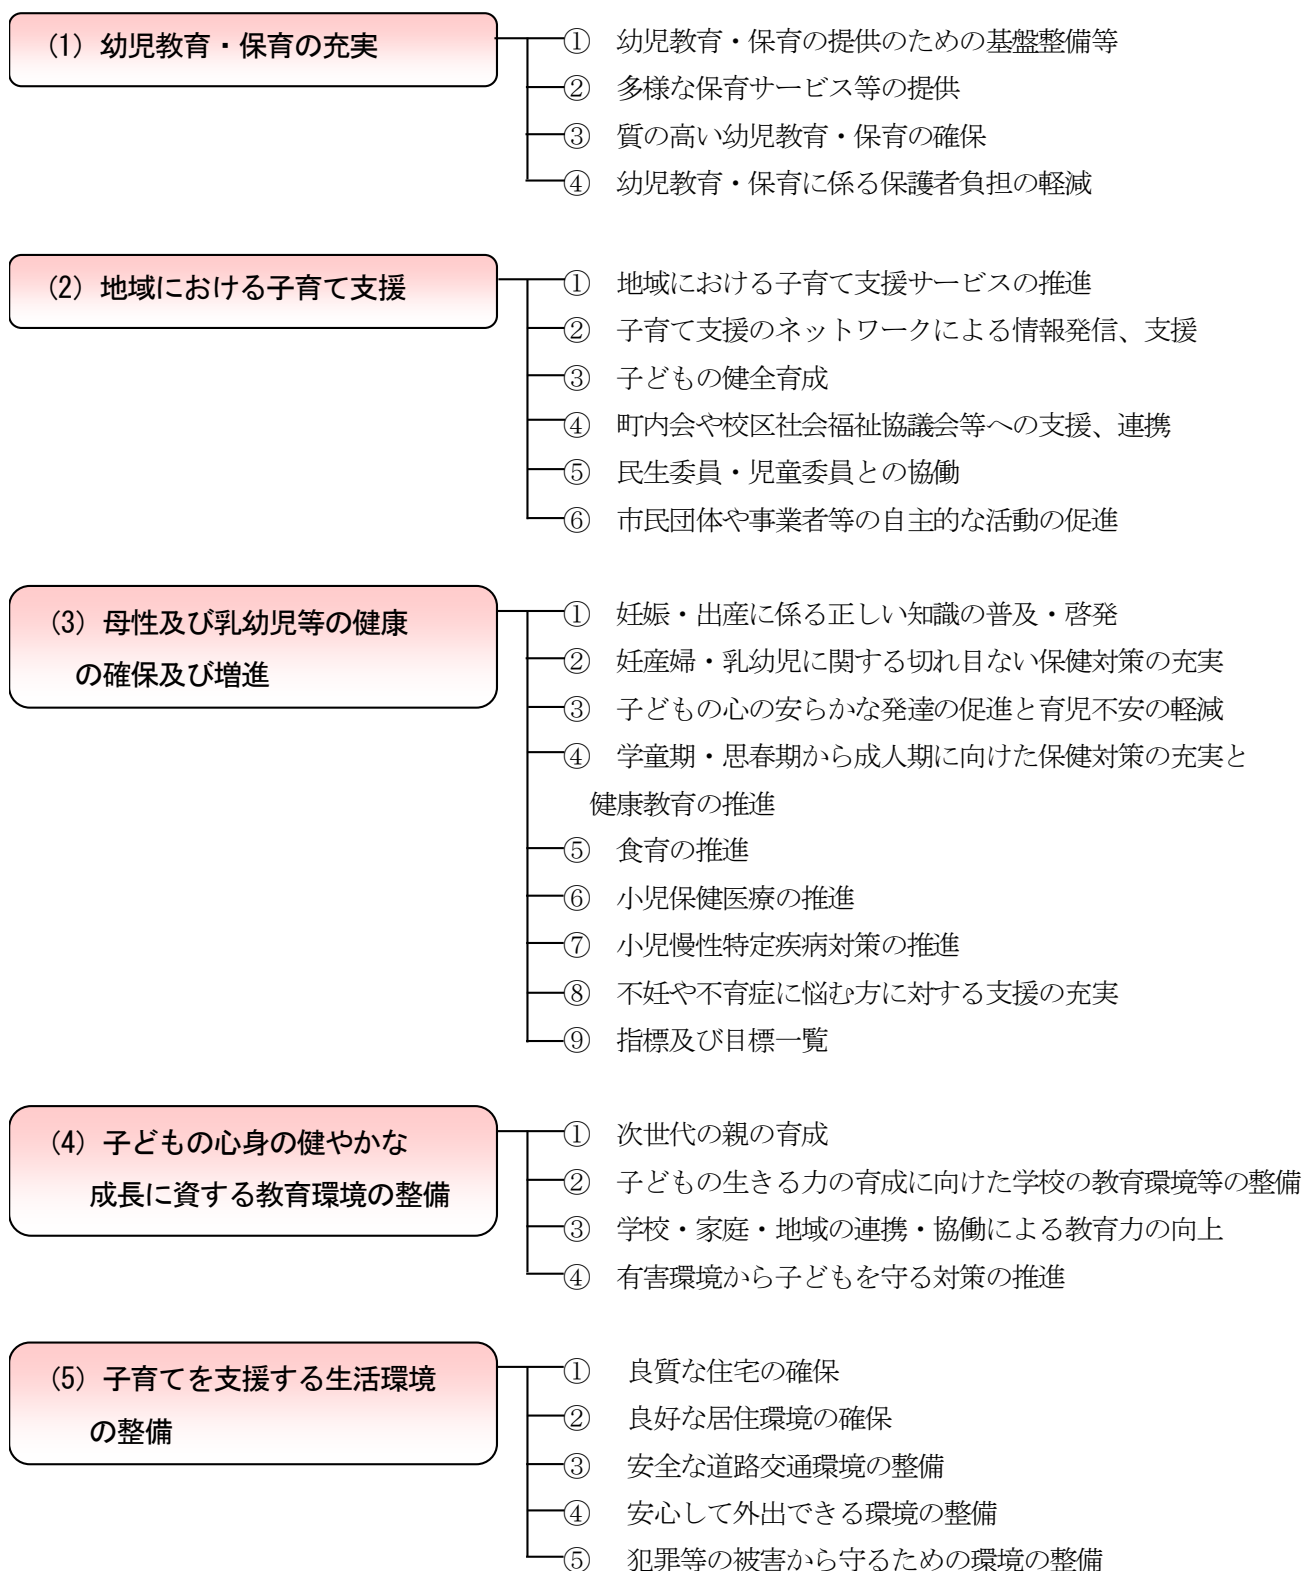 (1) 幼児教育・保育の充実
① 幼児教育・保育の提供のための基盤整備等
② 多様な保育サービス等の提供
③ 質の高い幼児教育・保育の確保
④ 幼児教育・保育に係る保護者負担の軽減
(2) 地域における子育て支援
① 地域における子育て支援サービスの推進
② 子育て支援のネットワークによる情報発信、支援
③ 子どもの健全育成
④ 町内会や校区社会福祉協議会等への支援、連携
⑤ 民生委員・児童委員との協働
⑥ 市民団体や事業者等の自主的な活動の促進
(3) 母性及び乳幼児等の健康
の確保及び増進
① 妊娠・出産に係る正しい知識の普及・啓発
② 妊産婦・乳幼児に関する切れ目ない保健対策の充実
③ 子どもの心の安らかな発達の促進と育児不安の軽減
④ 学童期・思春期から成人期に向けた保健対策の充実と
健康教育の推進
⑤ 食育の推進
⑥ 小児保健医療の推進
⑦ 小児慢性特定疾病対策の推進
⑧ 不妊や不育症に悩む方に対する支援の充実
⑨ 指標及び目標一覧
(4) 子どもの心身の健やかな
成長に資する教育環境の整備
① 次世代の親の育成
② 子どもの生きる力の育成に向けた学校の教育環境等の整備
③ 学校・家庭・地域の連携・協働による教育力の向上
④ 有害環境から子どもを守る対策の推進
(5) 子育てを支援する生活環境
の整備
① 良質な住宅の確保
② 良好な居住環境の確保
③ 安全な道路交通環境の整備
④ 安心して外出できる環境の整備
⑤ 犯罪等の被害から守るための環境の整備